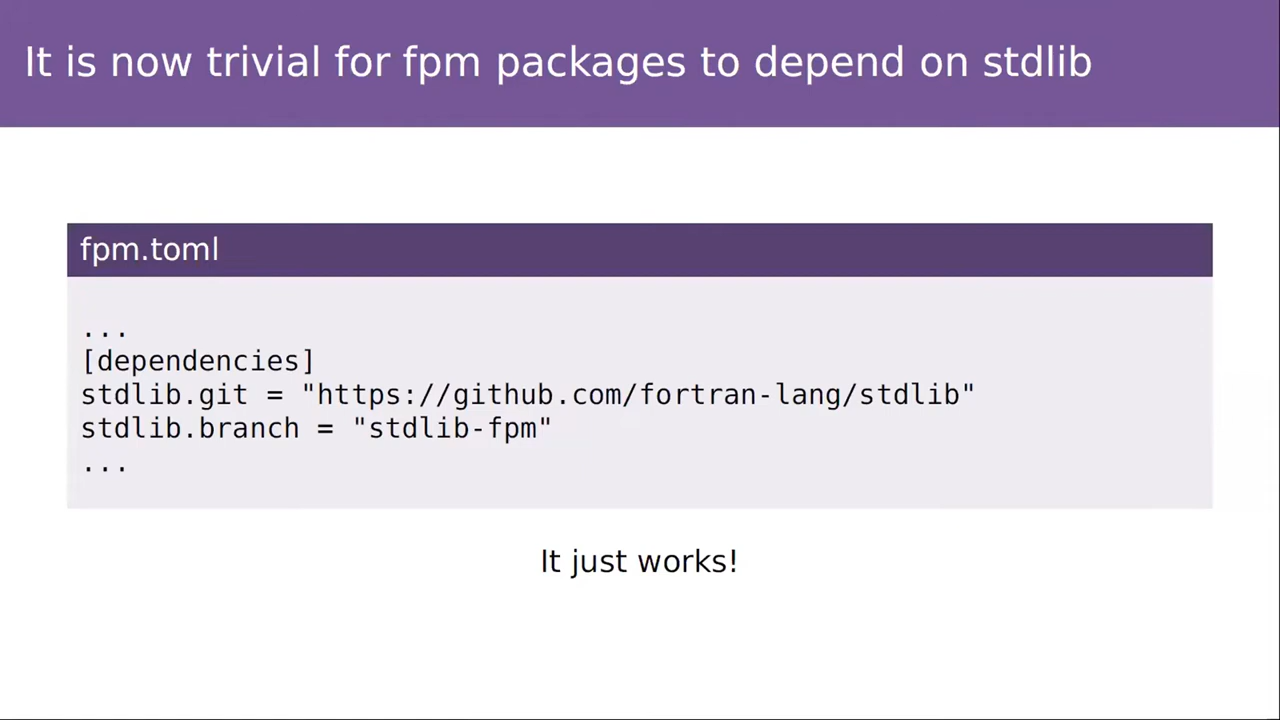 It is now trivial for fpm packages to depend on stdlib
fpm.toml
...
[dependencies]
stdlib.git = "https://github.com/fortran-lang/stdlib"
stdlib.branch = "stdlib-fpm"
...
It just works!